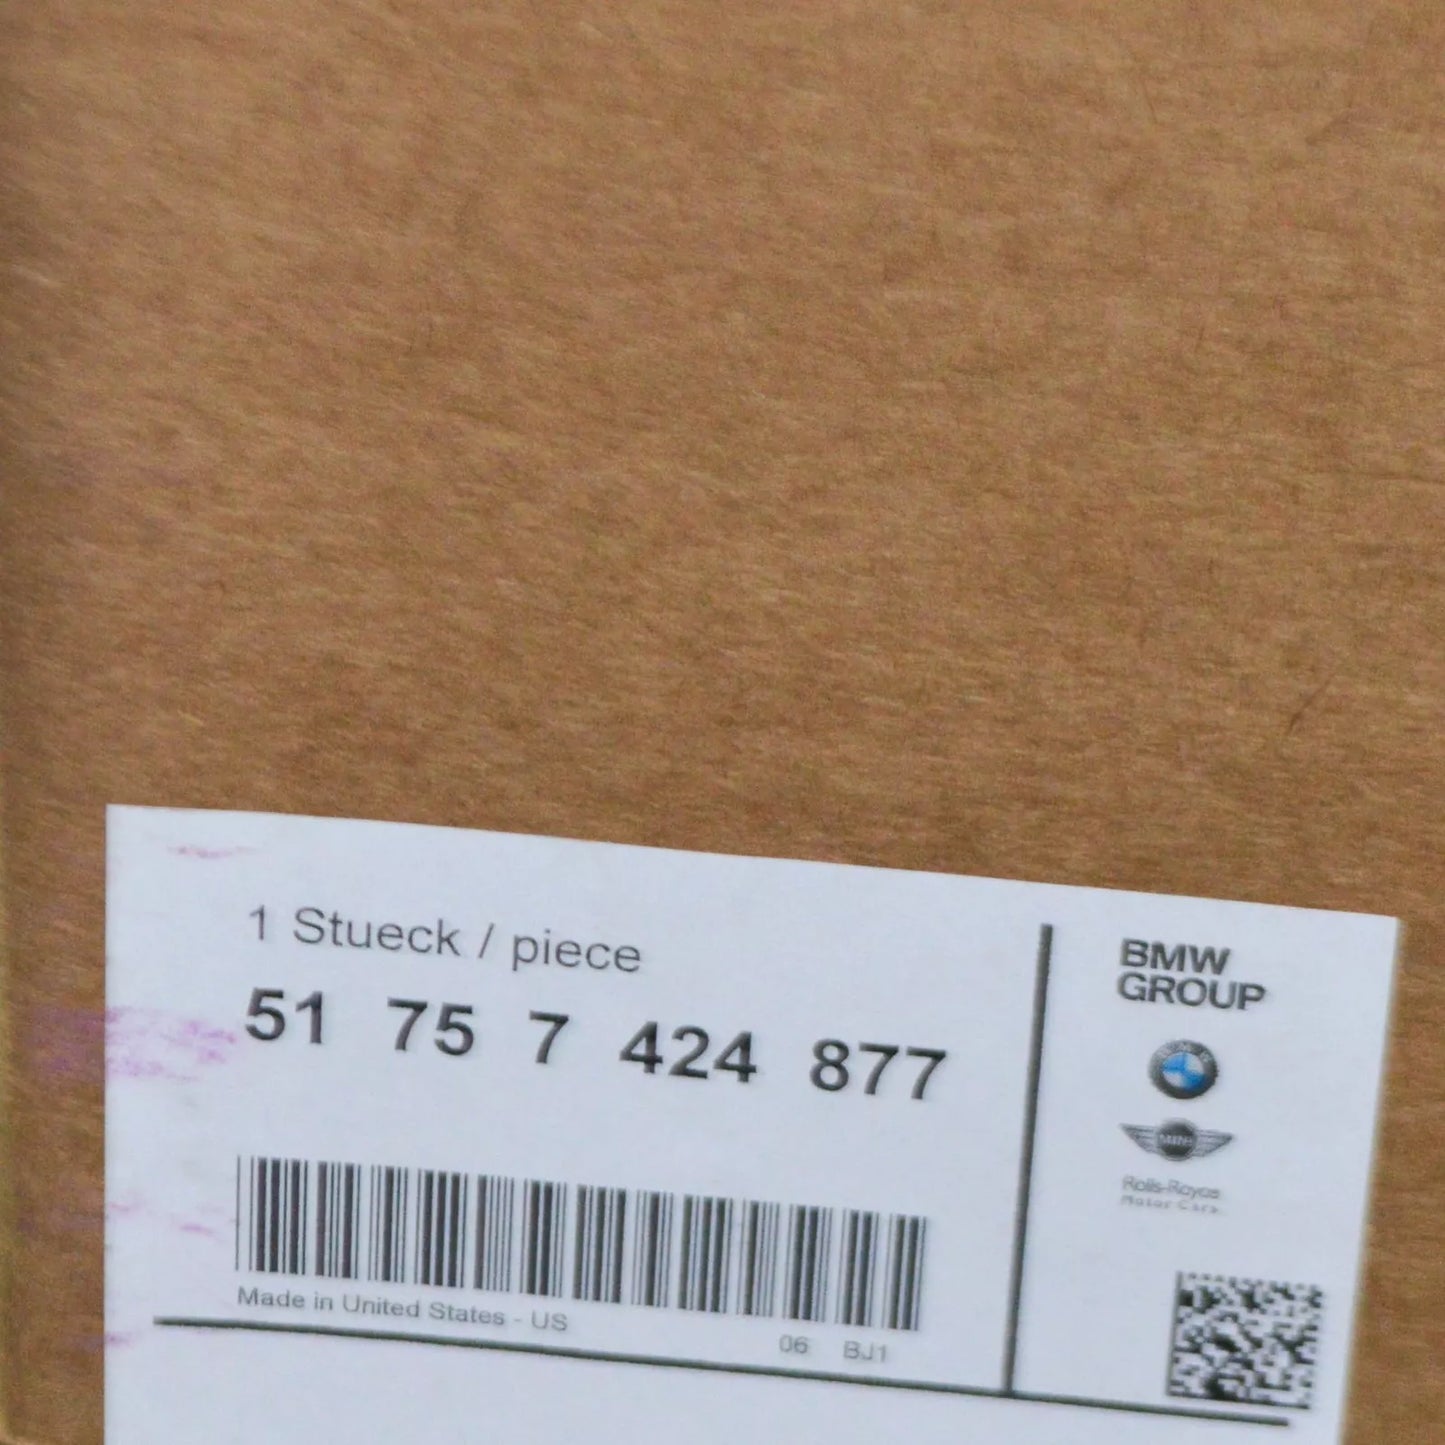 1 Stueck / piece
51 75 7 424 877
Made in United States - US
06 BJ1
BMW
GROUP
MINI
Rolls-Royce
Motor Cars